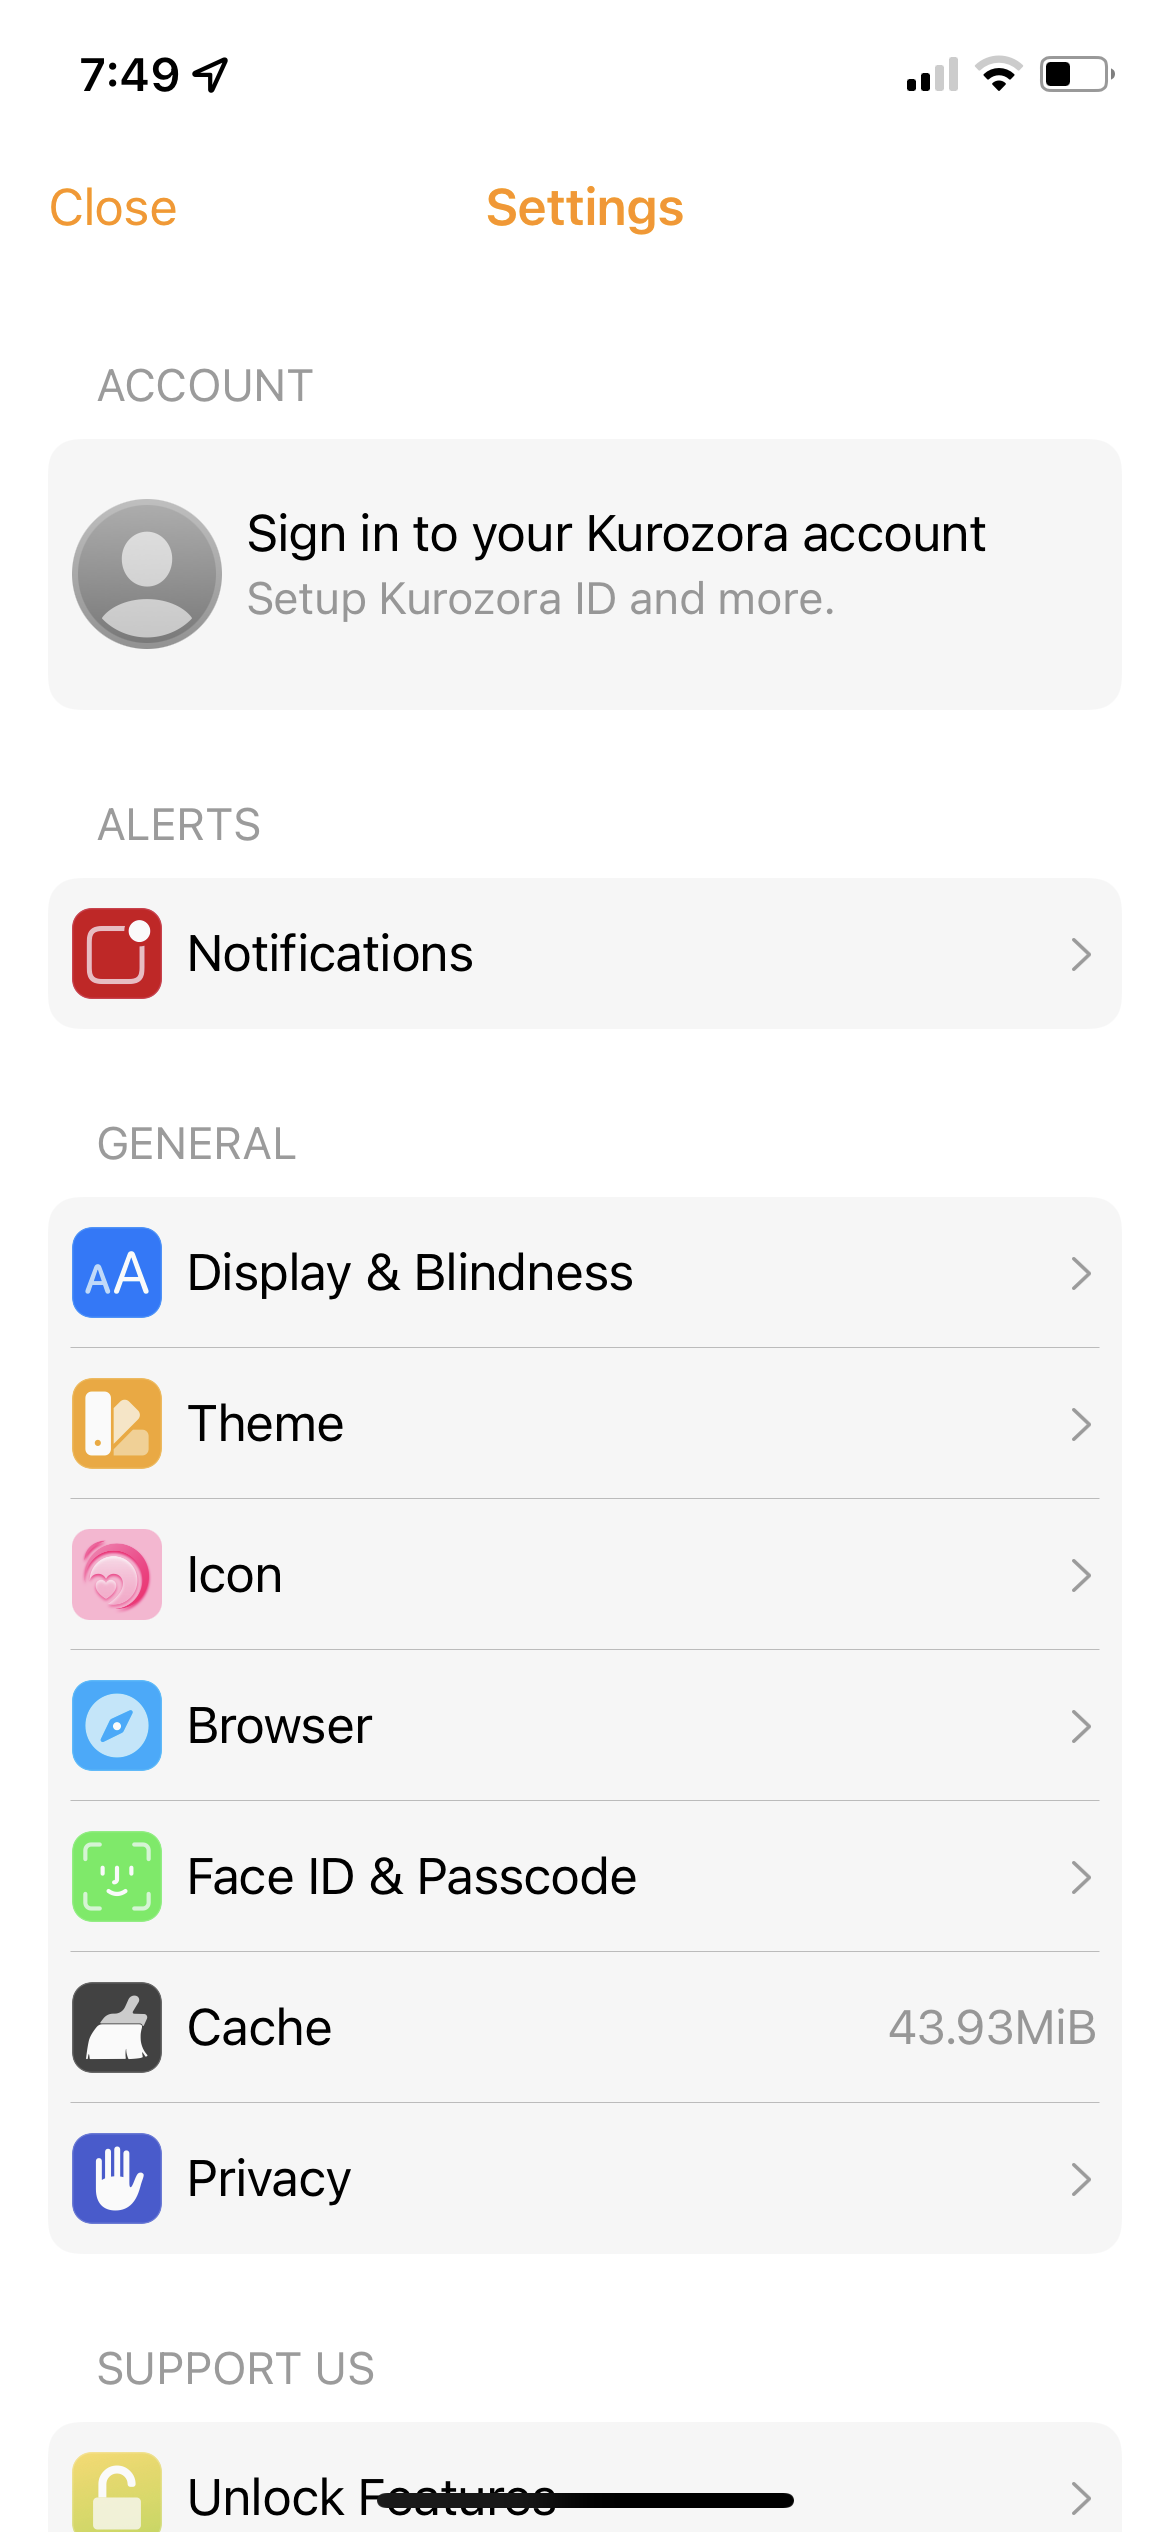 7:49
Close
Settings
ACCOUNT
Sign in to your Kurozora account
Setup Kurozora ID and more.
ALERTS
Notifications
GENERAL
AA
Display & Blindness
Theme
Icon
Browser
Face ID & Passcode
Cache
43.93MiB
Privacy
SUPPORT US
Unlock Features